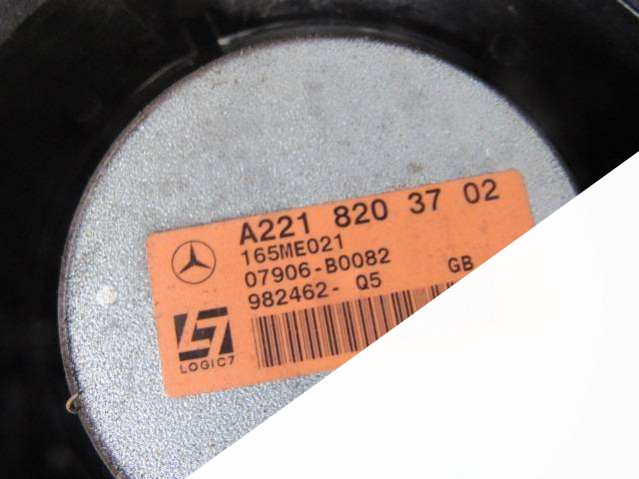 A221 820 37 02
165ME021
07906-B0082
982462- Q5 GB
LOGIC7